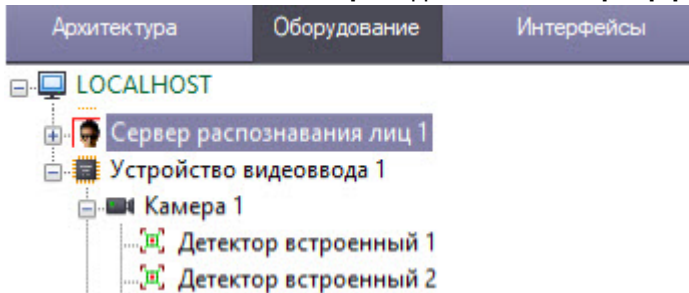 Архитектура Оборудование Интерфейсы
LOCALHOST
Сервер распознавания лиц 1
Устройство видеоввода 1
Камера 1
Детектор встроенный 1
Детектор встроенный 2